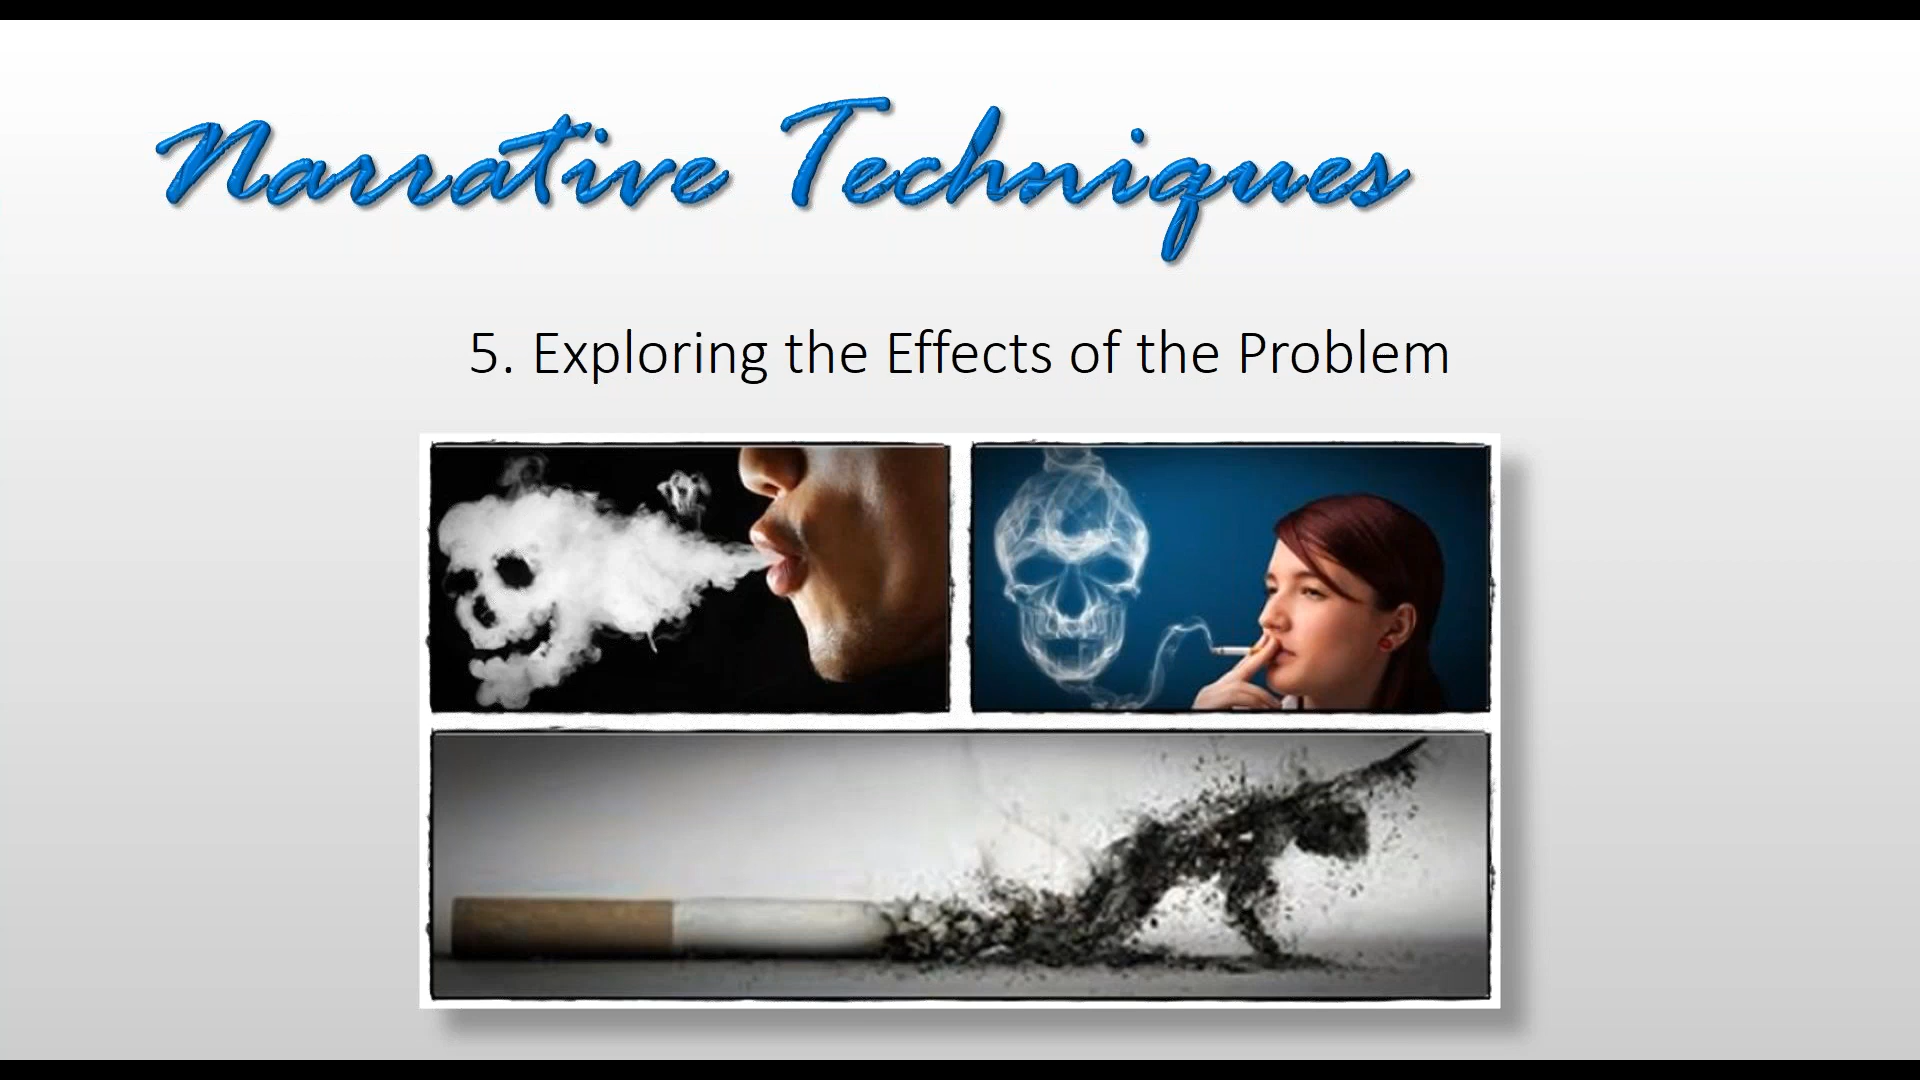 Narrative Techniques
5. Exploring the Effects of the Problem